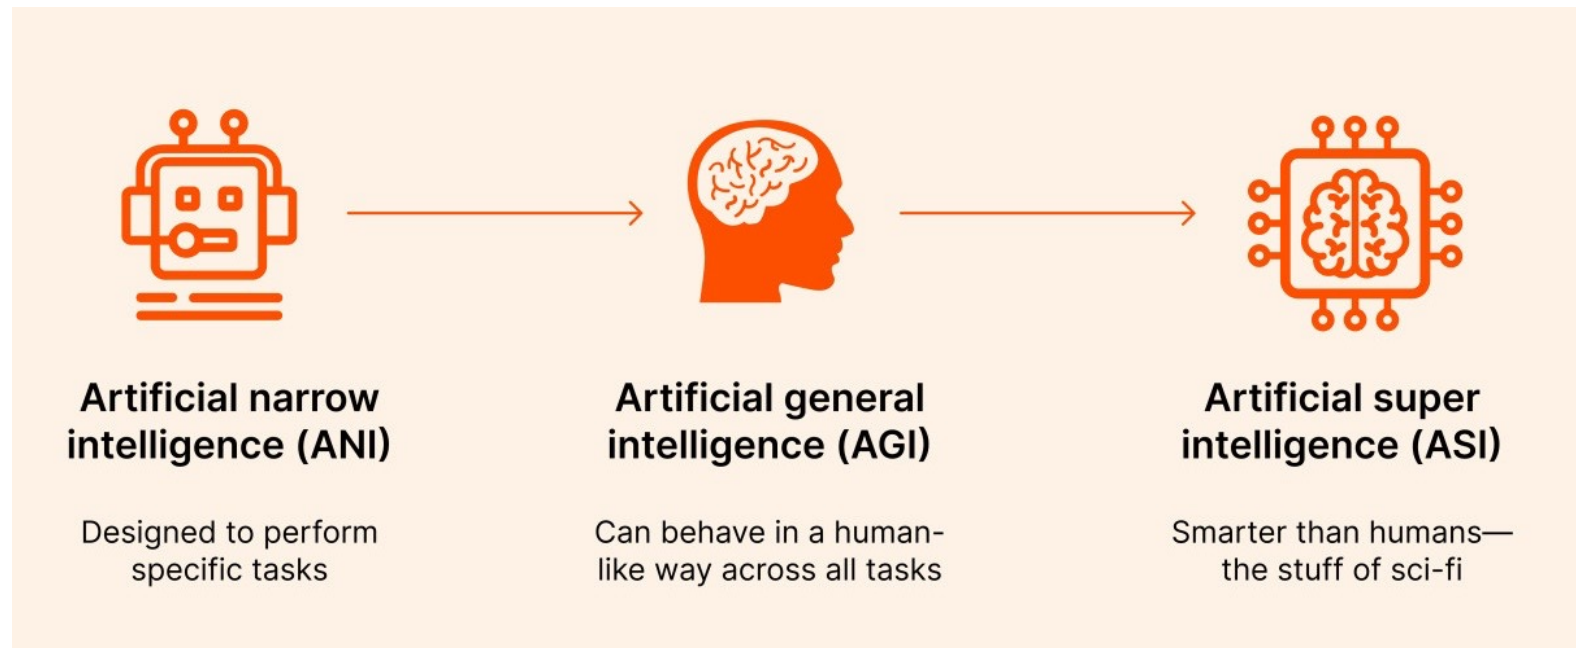 Artificial narrow
intelligence (ANI)
Designed to perform
specific tasks
Artificial general
intelligence (AGI)
Can behave in a human-
like way across all tasks
Artificial super
intelligence (ASI)
Smarter than humans—
the stuff of sci-fi